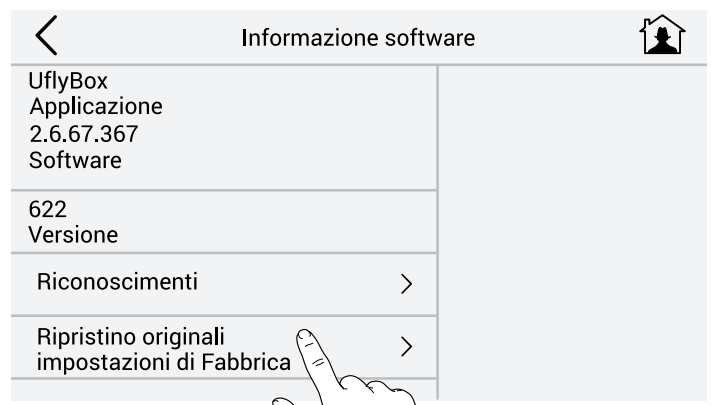 Informazione software
UflyBox
Applicazione
2.6.67.367
Software
622
Versione
Riconoscimenti
Ripristino originali
impostazioni di Fabbrica